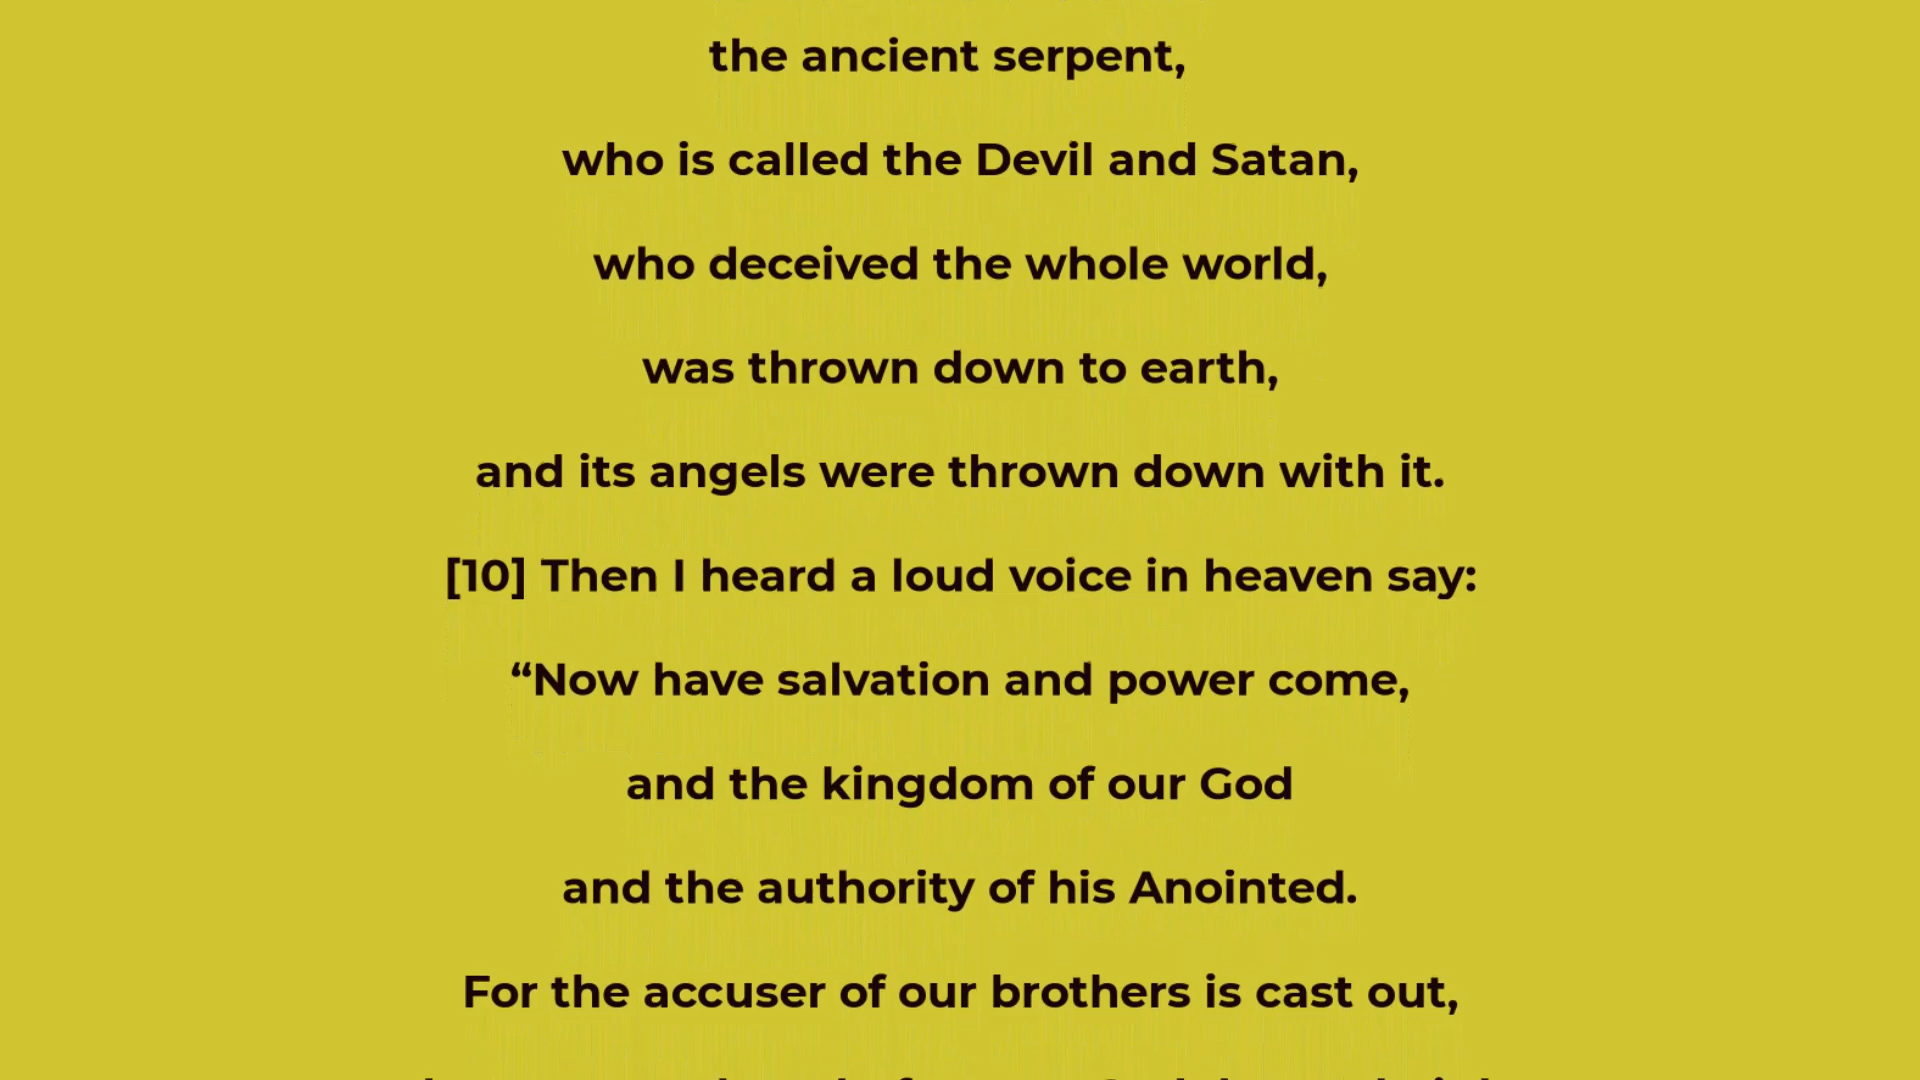 the ancient serpent,
who is called the Devil and Satan,
who deceived the whole world,
was thrown down to earth,
and its angels were thrown down with it.
[10] Then I heard a loud voice in heaven say:
“Now have salvation and power come,
and the kingdom of our God
and the authority of his Anointed.
For the accuser of our brothers is cast out,